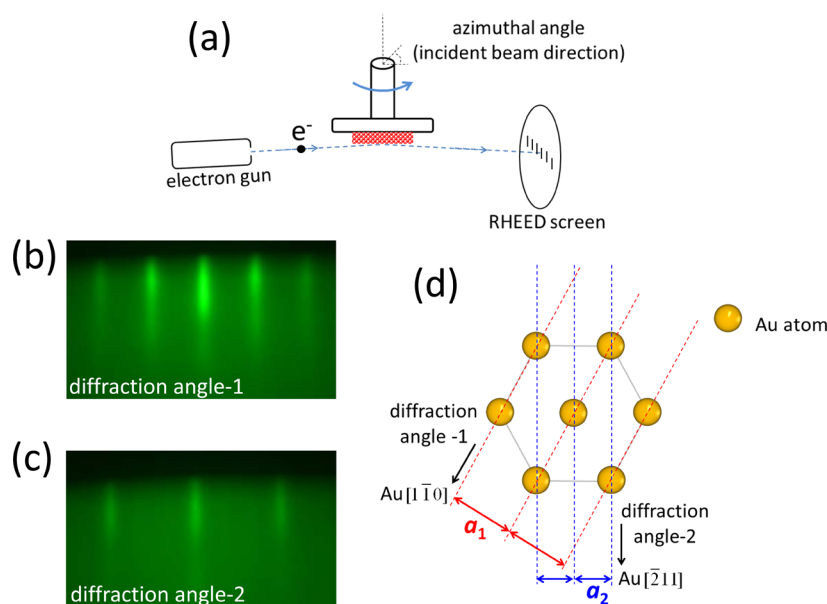 (a)
azimuthal angle
(incident beam direction)
e⁻
electron gun
RHEED screen
(b)
diffraction angle-1
(c)
diffraction angle-2
(d)
Au atom
diffraction
angle -1
Au[11̅0]
a₁
diffraction
angle-2
a₂
Au[2̅11]